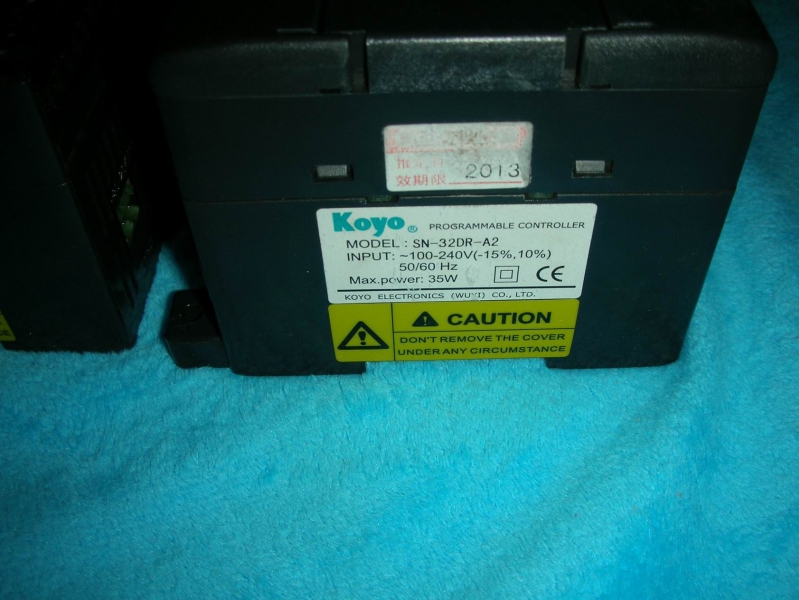 效期限 2013
Koyo® PROGRAMMABLE CONTROLLER
MODEL : SN-32DR-A2
INPUT: ~100-240V(-15%,10%)
50/60 Hz
Max.power: 35W CE
KOYO ELECTRONICS (WUXI) CO., LTD.
CAUTION
DON'T REMOVE THE COVER
UNDER ANY CIRCUMSTANCE